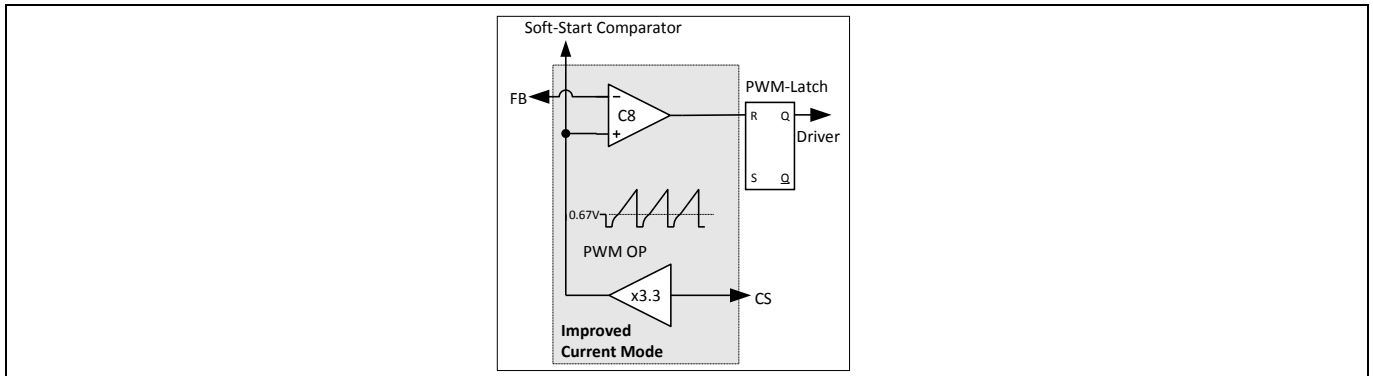 Soft-Start Comparator
FB
−
C8
+
PWM-Latch
R Q
Driver
S Q
0.67V
PWM OP
x3.3
CS
Improved
Current Mode